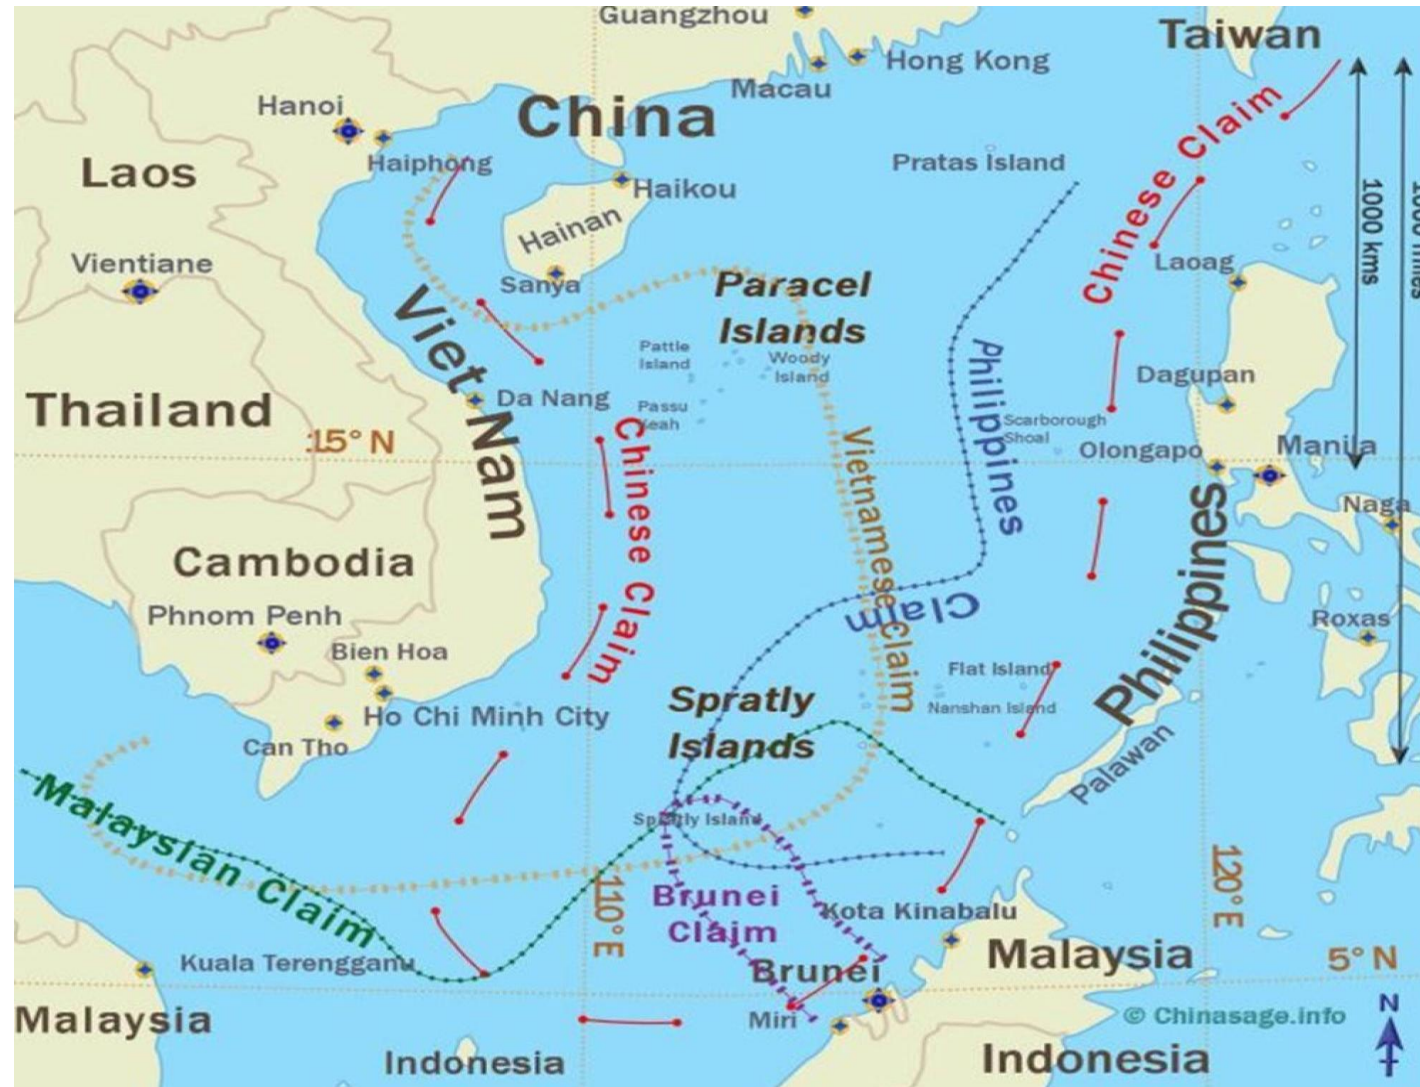 Guangzhou
Taiwan
Hong Kong
Macau
China
Hanoi
Haiphong
Laos
Pratas Island
Chinese Claim
Haikou
Hainan
1000 kms
Vientiane
Sanya
Laoag
Paracel
Islands
Viet Nam
Pattle
Island
Woody
Island
Philippines
Claim
Dagupan
Thailand
Da Nang
Passu
Scarborough
Shoal
15° N
Chinese Claim
Vietnamese Claim
Olongapo
Manila
Naga
Cambodia
Philippines
Phnom Penh
Roxas
Bien Hoa
Flat Island
Spratly
Islands
Nanshan Island
Ho Chi Minh City
Can Tho
Palawan
Malaysian Claim
Spratly Island
120° E
110° E
Brunei
Claim
Kota Kinabalu
Kuala Terengganu
Brunei
Malaysia
5° N
N
Malaysia
Miri
© Chinasage.info
Indonesia
Indonesia